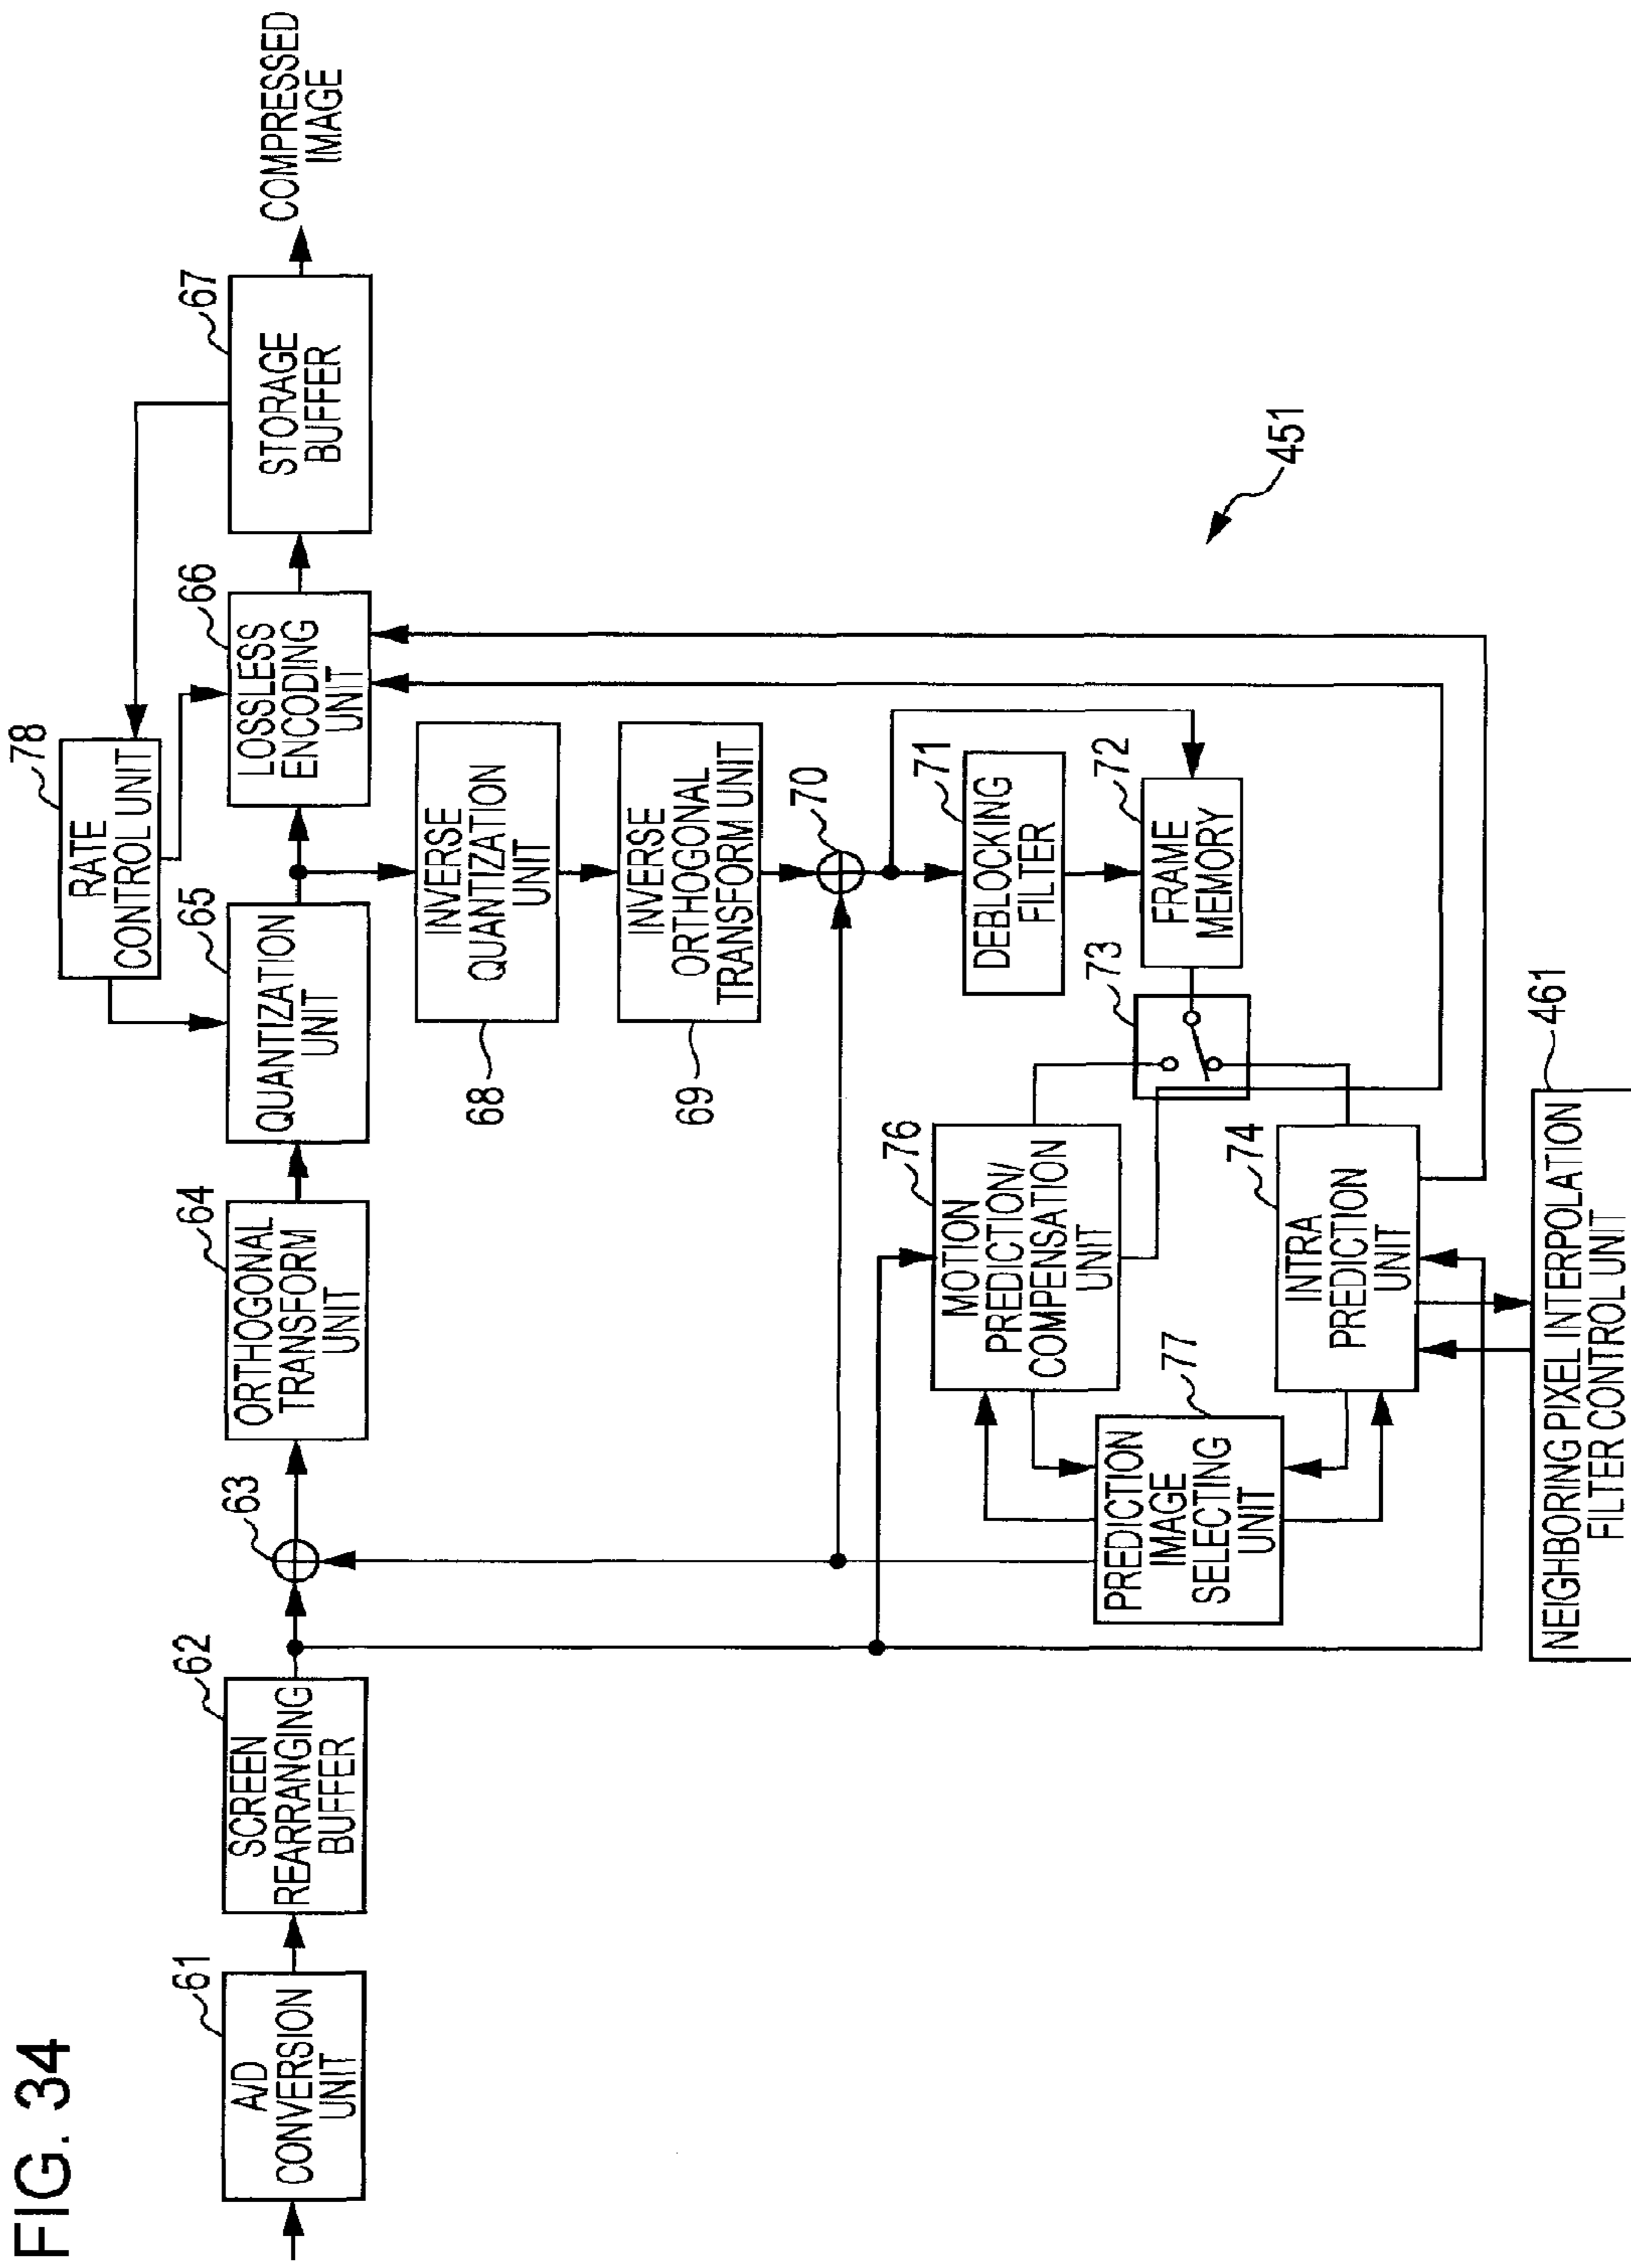 FIG. 34
61
A/D
CONVERSION
UNIT
62
SCREEN
REARRANGING
BUFFER
63
64
ORTHOGONAL
TRANSFORM
UNIT
65
QUANTIZATION
UNIT
78
RATE
CONTROL UNIT
66
LOSSLESS
ENCODING
UNIT
67
STORAGE
BUFFER
COMPRESSED
IMAGE
INVERSE
QUANTIZATION
UNIT
68
INVERSE
ORTHOGONAL
TRANSFORM UNIT
69
70
71
DEBLOCKING
FILTER
72
FRAME
MEMORY
73
76
MOTION
PREDICTION/
COMPENSATION
UNIT
77
PREDICTION
IMAGE
SELECTING
UNIT
74
INTRA
PREDICTION
UNIT
461
NEIGHBORING PIXEL INTERPOLATION
FILTER CONTROL UNIT
451